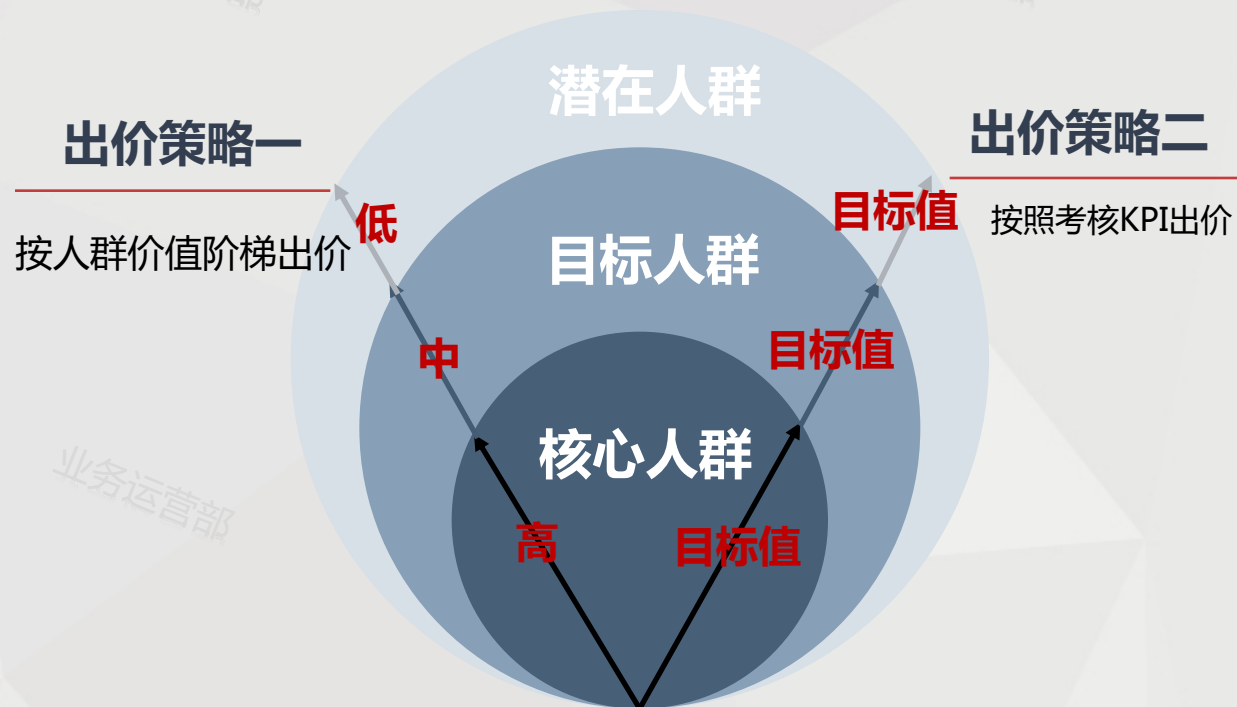 潜在人群
出价策略一
出价策略二
低
目标值
按照考核KPI出价
按人群价值阶梯出价
目标人群
中
目标值
核心人群
业务运营部
高
目标值